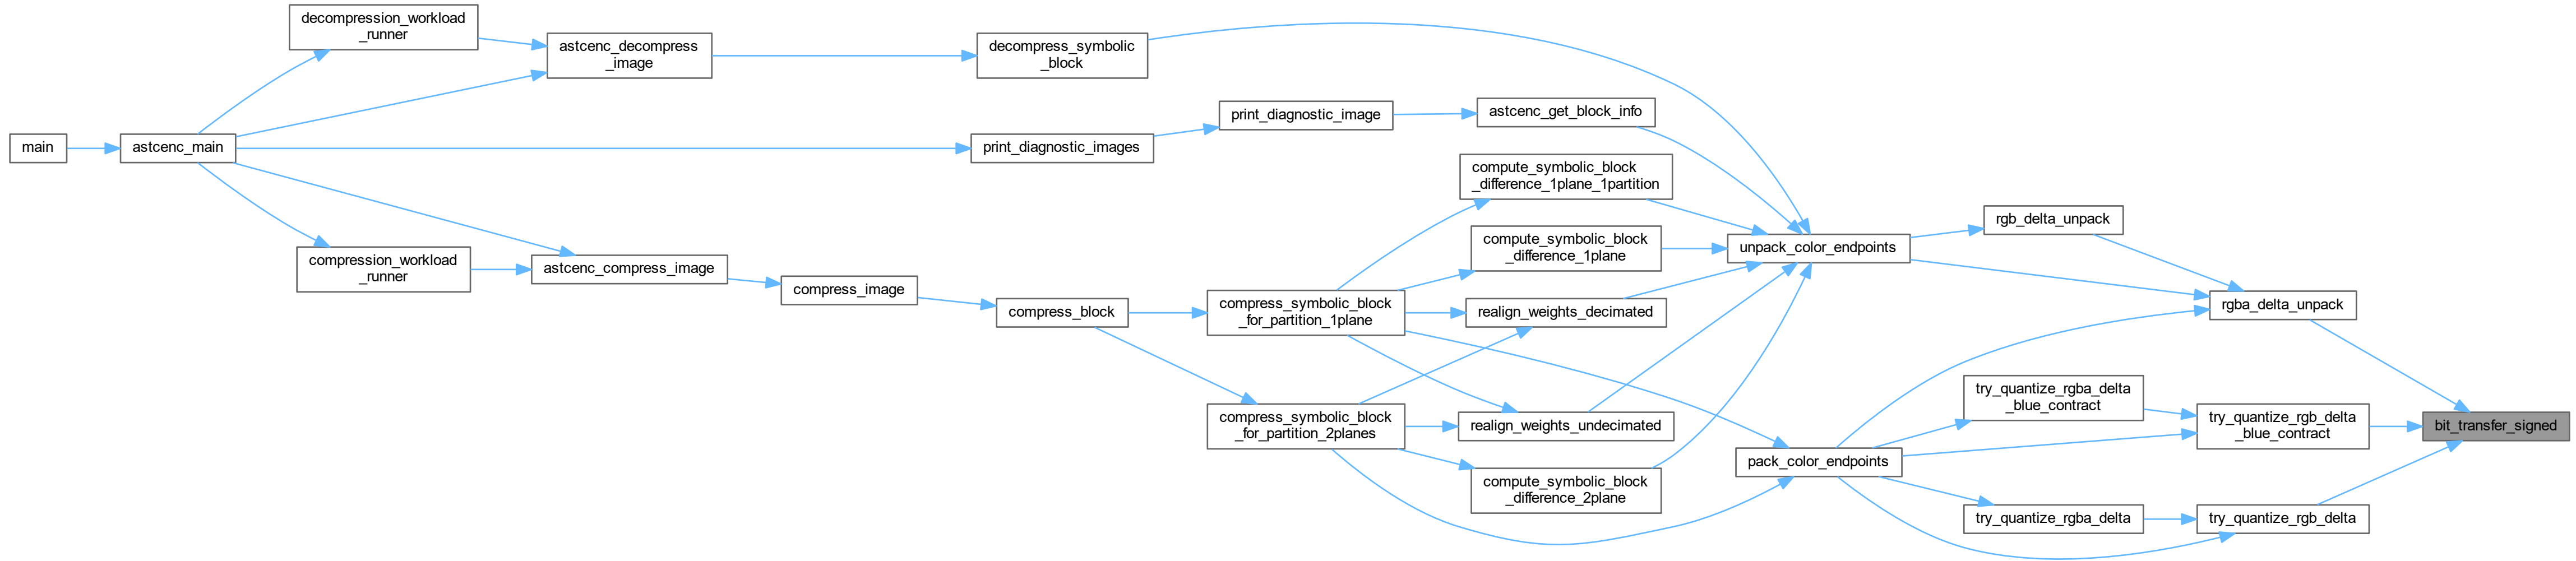 main
astcenc_main
decompression_workload
_runner
astcenc_decompress
_image
decompress_symbolic
_block
print_diagnostic_images
print_diagnostic_image
astcenc_get_block_info
compression_workload
_runner
astcenc_compress_image
compress_image
compress_block
compress_symbolic_block
_for_partition_1plane
compress_symbolic_block
_for_partition_2planes
compute_symbolic_block
_difference_1plane_1partition
compute_symbolic_block
_difference_1plane
realign_weights_decimated
realign_weights_undecimated
compute_symbolic_block
_difference_2plane
unpack_color_endpoints
pack_color_endpoints
rgb_delta_unpack
rgba_delta_unpack
try_quantize_rgba_delta
_blue_contract
try_quantize_rgb_delta
_blue_contract
try_quantize_rgba_delta
try_quantize_rgb_delta
bit_transfer_signed